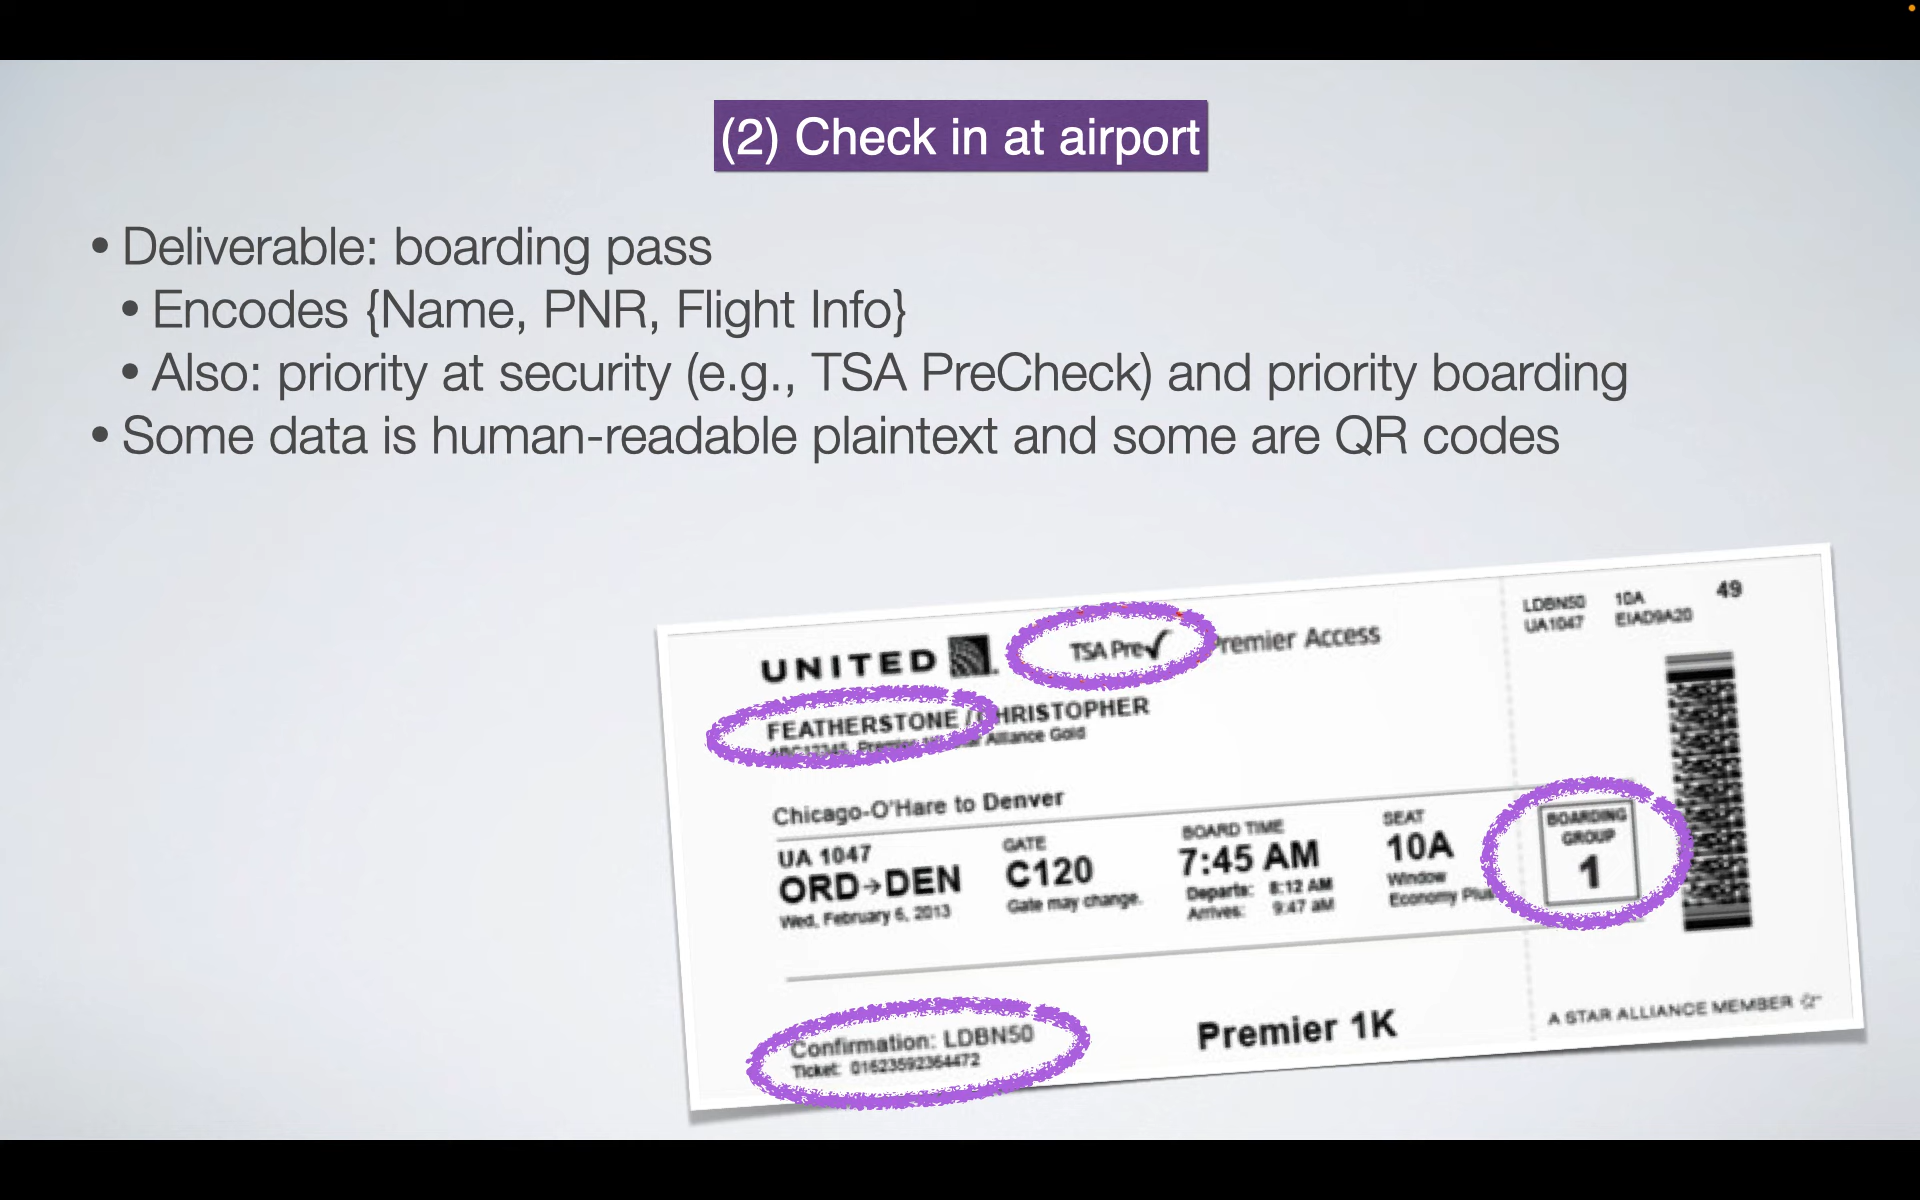 (2) Check in at airport
• Deliverable: boarding pass
• Encodes {Name, PNR, Flight Info}
• Also: priority at security (e.g., TSA PreCheck) and priority boarding
• Some data is human-readable plaintext and some are QR codes
UNITED
TSA Pre✓ Premier Access
FEATHERSTONE / CHRISTOPHER
ABC12345, Premier Alliance Gold
Chicago-O'Hare to Denver
UA 1047
ORD→DEN
Wed, February 6, 2013
GATE
C120
Gate may change.
BOARD TIME
7:45 AM
Departs: 8:12 AM
Arrives: 9:47 aM
SEAT
10A
Window
Economy Plus
BOARDING
GROUP
1
Confirmation: LDBN50
Ticket: 01623592364472
Premier 1K
LDBN50 10A 49
UA1047 EIAD9A20
A STAR ALLIANCE MEMBER